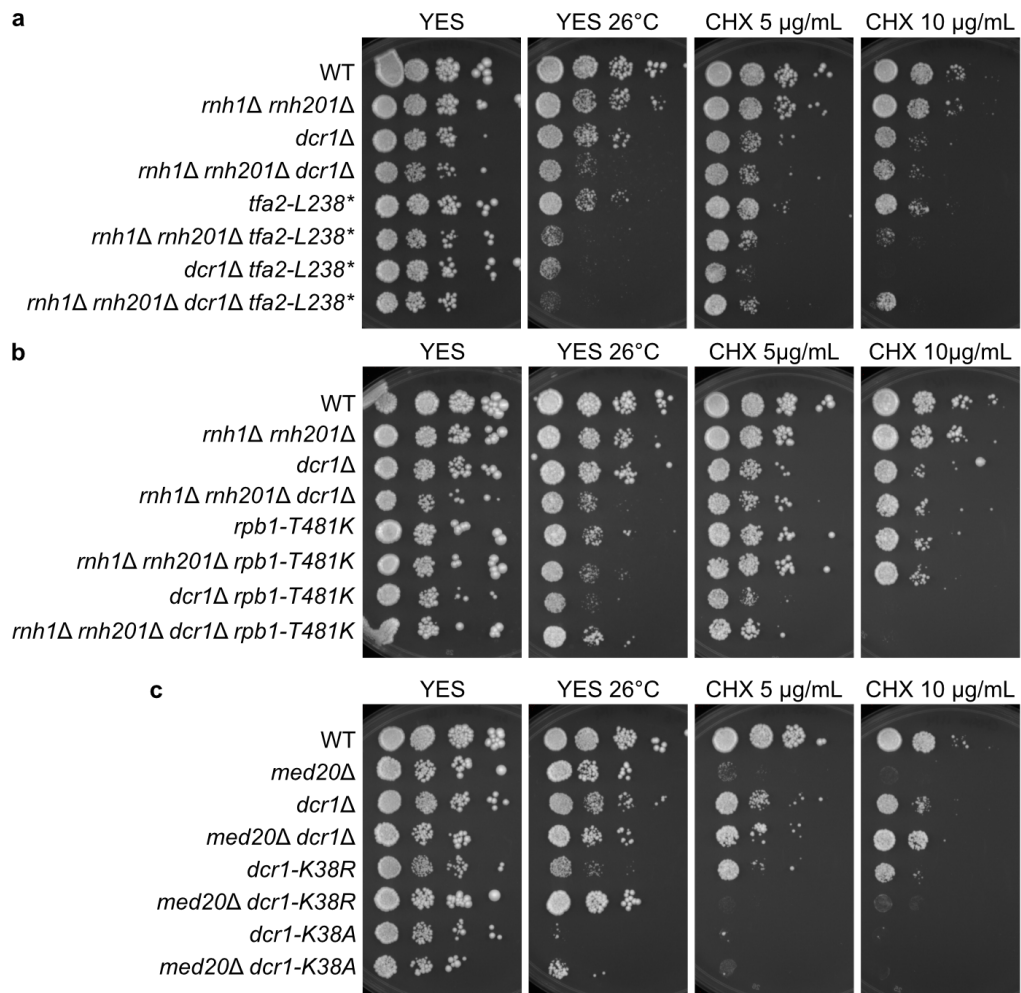 a
YES YES 26°C CHX 5 µg/mL CHX 10 µg/mL
WT
rnh1Δ rnh201Δ
dcr1Δ
rnh1Δ rnh201Δ dcr1Δ
tfa2-L238*
rnh1Δ rnh201Δ tfa2-L238*
dcr1Δ tfa2-L238*
rnh1Δ rnh201Δ dcr1Δ tfa2-L238*
b
YES YES 26°C CHX 5µg/mL CHX 10µg/mL
WT
rnh1Δ rnh201Δ
dcr1Δ
rnh1Δ rnh201Δ dcr1Δ
rpb1-T481K
rnh1Δ rnh201Δ rpb1-T481K
dcr1Δ rpb1-T481K
rnh1Δ rnh201Δ dcr1Δ rpb1-T481K
c
YES YES 26°C CHX 5 µg/mL CHX 10 µg/mL
WT
med20Δ
dcr1Δ
med20Δ dcr1Δ
dcr1-K38R
med20Δ dcr1-K38R
dcr1-K38A
med20Δ dcr1-K38A